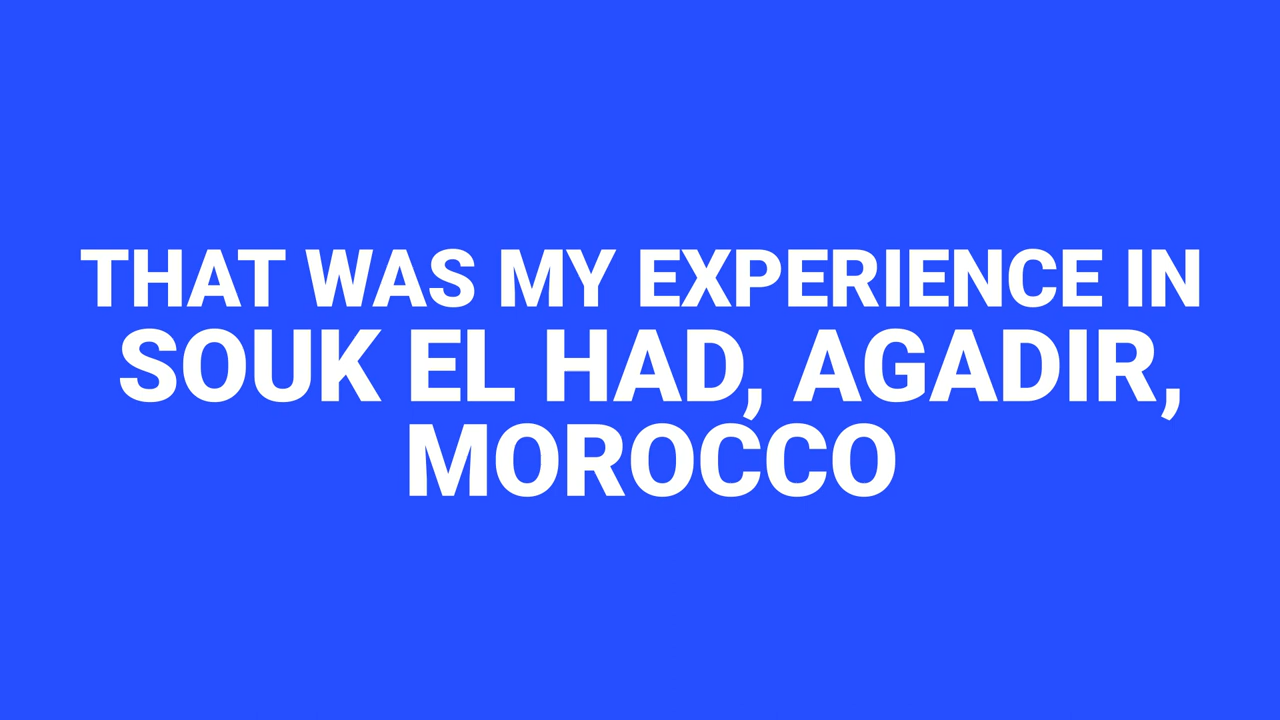 THAT WAS MY EXPERIENCE IN
SOUK EL HAD, AGADIR,
MOROCCO